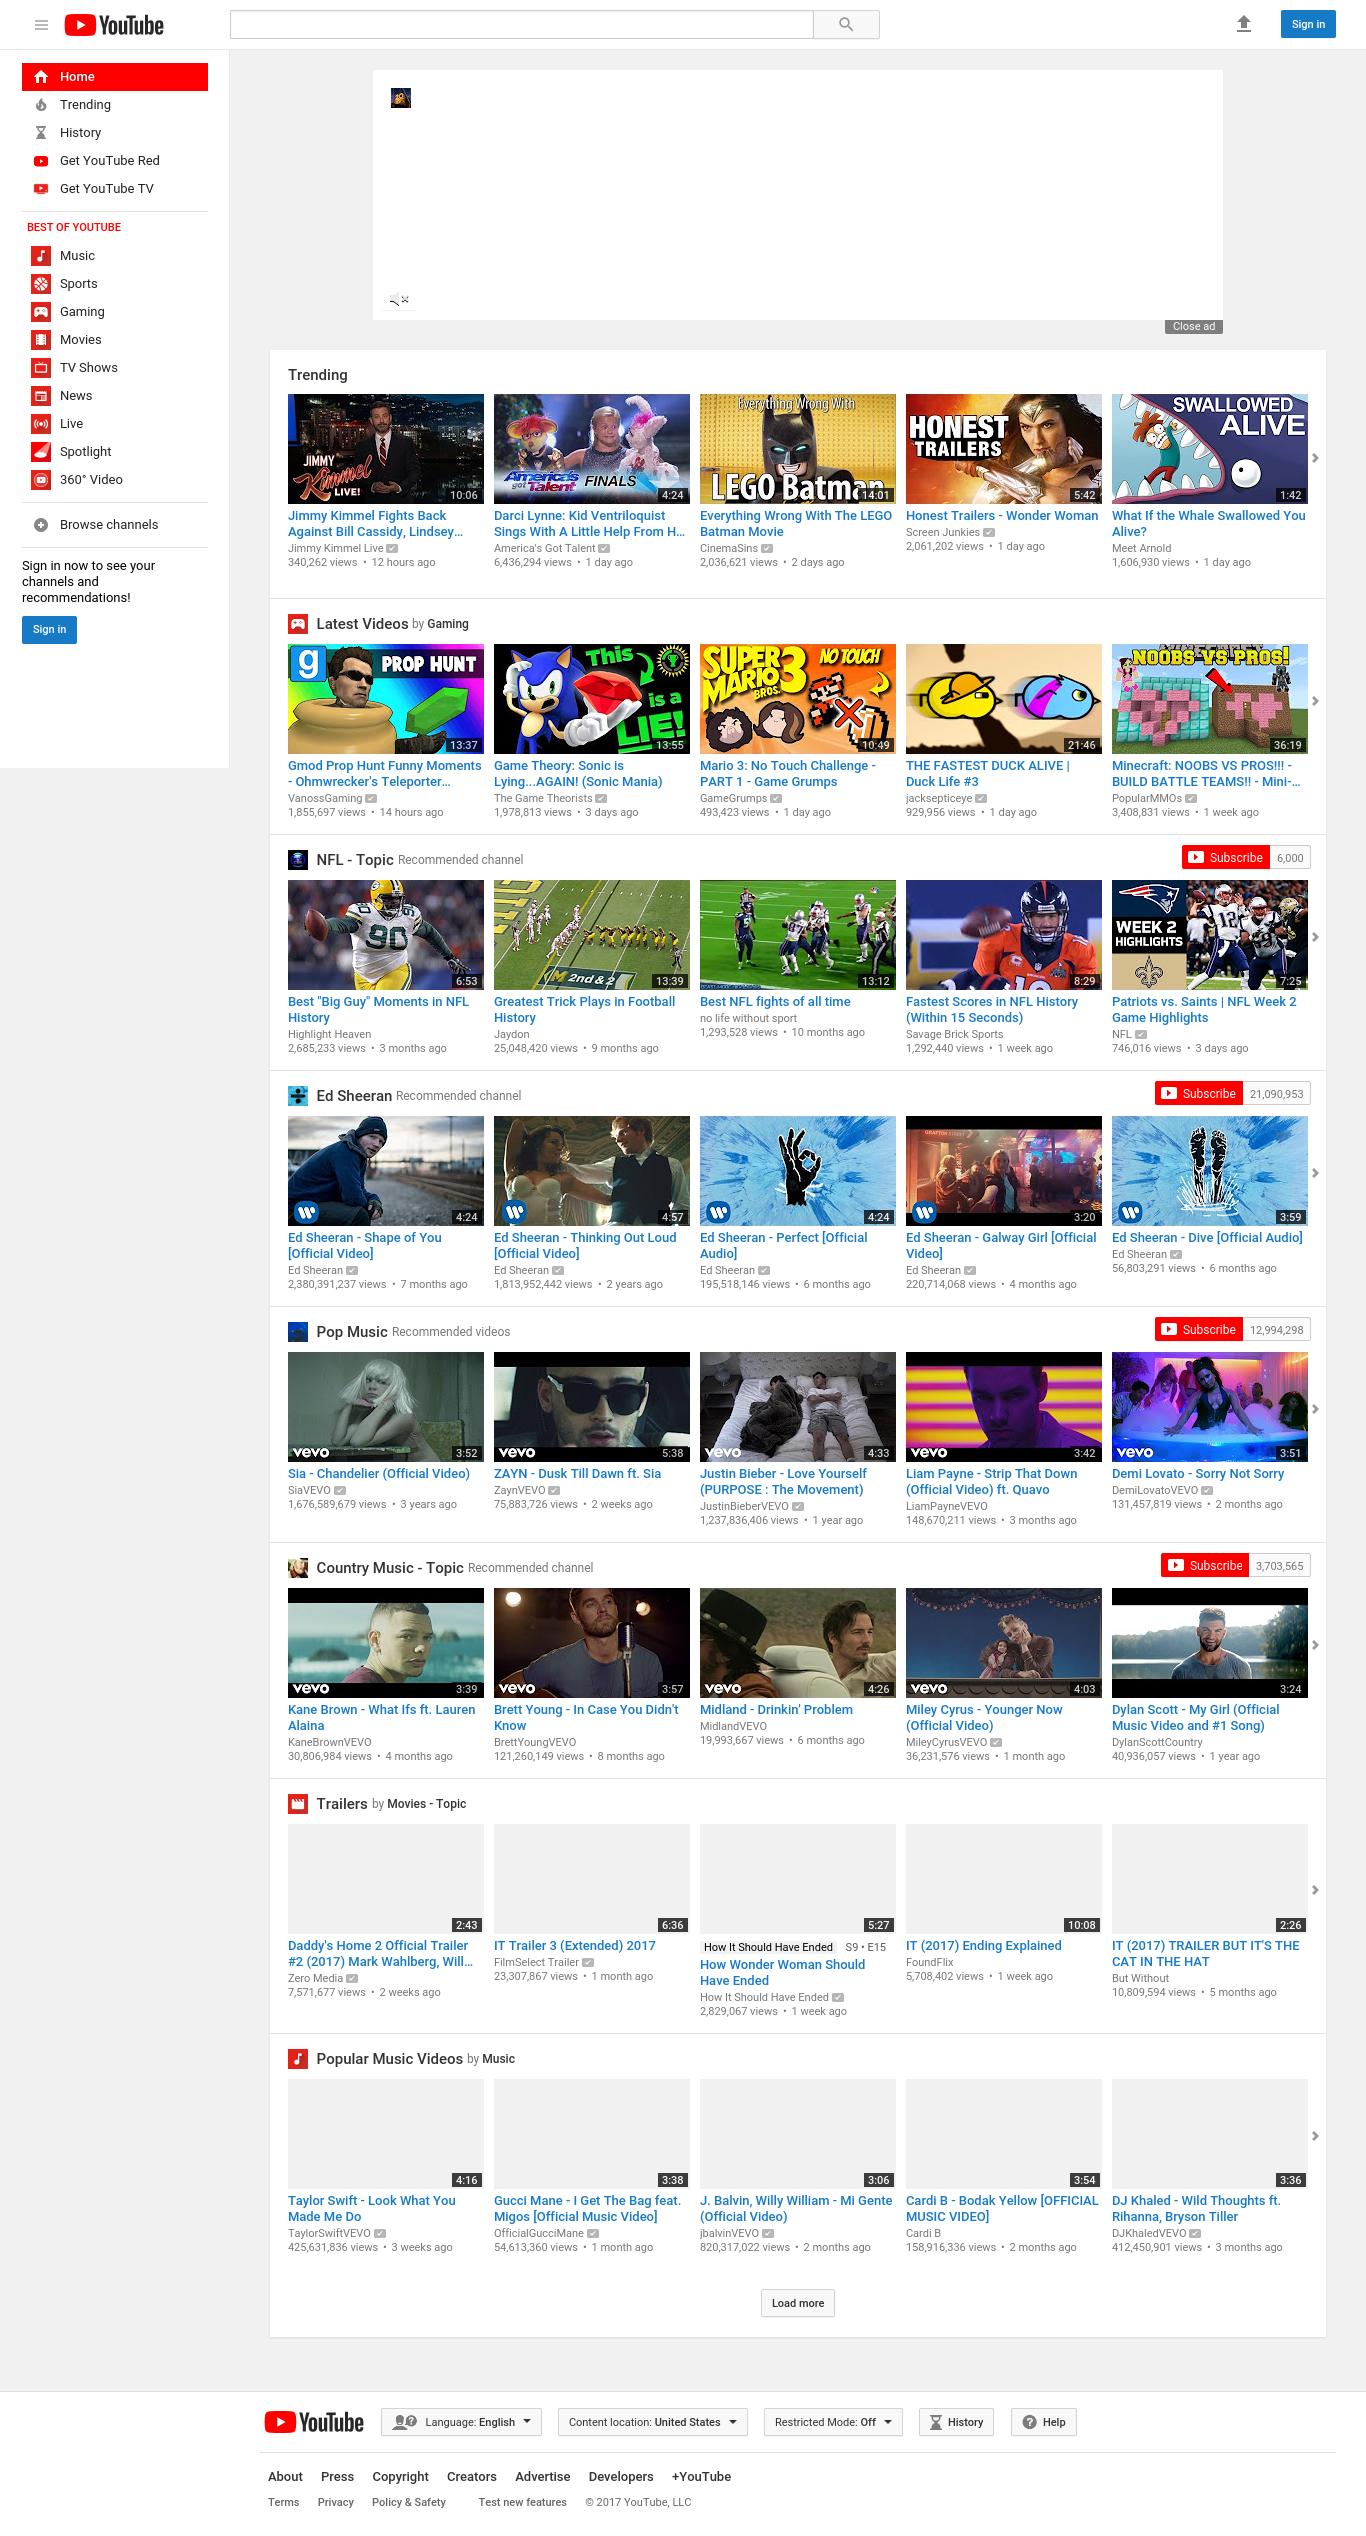 YouTube
Sign in
Home
Trending
History
Get YouTube Red
Get YouTube TV
BEST OF YOUTUBE
Music
Sports
Gaming
Movies
TV Shows
News
Live
Spotlight
360° Video
Browse channels
Sign in now to see your
channels and
recommendations!
Sign in
Close ad
Trending
JIMMY
Kimmel
LIVE!
10:06
America's
got Talent FINALS
4:24
Everything Wrong With
LEGO Batman
14:01
HONEST
TRAILERS
5:42
SWALLOWED
ALIVE
1:42
Jimmy Kimmel Fights Back
Against Bill Cassidy, Lindsey...
Jimmy Kimmel Live
340,262 views • 12 hours ago
Darci Lynne: Kid Ventriloquist
Sings With A Little Help From H...
America's Got Talent
6,436,294 views • 1 day ago
Everything Wrong With The LEGO
Batman Movie
CinemaSins
2,036,621 views • 2 days ago
Honest Trailers - Wonder Woman
Screen Junkies
2,061,202 views • 1 day ago
What If the Whale Swallowed You
Alive?
Meet Arnold
1,606,930 views • 1 day ago
Latest Videos by Gaming
g PROP HUNT
13:37
This
is a
LIE!
13:55
SUPER
MARIO
BROS. 3
NO TOUCH
10:49
21:46
NOOBS VS PROS!
36:19
Gmod Prop Hunt Funny Moments
- Ohmwrecker's Teleporter...
VanossGaming
1,855,697 views • 14 hours ago
Game Theory: Sonic is
Lying...AGAIN! (Sonic Mania)
The Game Theorists
1,978,813 views • 3 days ago
Mario 3: No Touch Challenge -
PART 1 - Game Grumps
GameGrumps
493,423 views • 1 day ago
THE FASTEST DUCK ALIVE |
Duck Life #3
jacksepticeye
929,956 views • 1 day ago
Minecraft: NOOBS VS PROS!!! -
BUILD BATTLE TEAMS!! - Mini-...
PopularMMOs
3,408,831 views • 1 week ago
NFL - Topic Recommended channel
Subscribe 6,000
90
6:53
2nd & 2
13:39
13:12
8:29
WEEK 2
HIGHLIGHTS
12
7:25
Best "Big Guy" Moments in NFL
History
Highlight Heaven
2,685,233 views • 3 months ago
Greatest Trick Plays in Football
History
Jaydon
25,048,420 views • 9 months ago
Best NFL fights of all time
no life without sport
1,293,528 views • 10 months ago
Fastest Scores in NFL History
(Within 15 Seconds)
Savage Brick Sports
1,292,440 views • 1 week ago
Patriots vs. Saints | NFL Week 2
Game Highlights
NFL
746,016 views • 3 days ago
Ed Sheeran Recommended channel
Subscribe 21,090,953
4:24
4:57
4:24
3:20
3:59
Ed Sheeran - Shape of You
[Official Video]
Ed Sheeran
2,380,391,237 views • 7 months ago
Ed Sheeran - Thinking Out Loud
[Official Video]
Ed Sheeran
1,813,952,442 views • 2 years ago
Ed Sheeran - Perfect [Official
Audio]
Ed Sheeran
195,518,146 views • 6 months ago
Ed Sheeran - Galway Girl [Official
Video]
Ed Sheeran
220,714,068 views • 4 months ago
Ed Sheeran - Dive [Official Audio]
Ed Sheeran
56,803,291 views • 6 months ago
Pop Music Recommended videos
Subscribe 12,994,298
vevo 3:52
vevo 5:38
vevo 4:33
vevo 3:42
vevo 3:51
Sia - Chandelier (Official Video)
SiaVEVO
1,676,589,679 views • 3 years ago
ZAYN - Dusk Till Dawn ft. Sia
ZaynVEVO
75,883,726 views • 2 weeks ago
Justin Bieber - Love Yourself
(PURPOSE : The Movement)
JustinBieberVEVO
1,237,836,406 views • 1 year ago
Liam Payne - Strip That Down
(Official Video) ft. Quavo
LiamPayneVEVO
148,670,211 views • 3 months ago
Demi Lovato - Sorry Not Sorry
DemiLovatoVEVO
131,457,819 views • 2 months ago
Country Music - Topic Recommended channel
Subscribe 3,703,565
vevo 3:39
vevo 3:57
vevo 4:26
vevo 4:03
3:24
Kane Brown - What Ifs ft. Lauren
Alaina
KaneBrownVEVO
30,806,984 views • 4 months ago
Brett Young - In Case You Didn't
Know
BrettYoungVEVO
121,260,149 views • 8 months ago
Midland - Drinkin' Problem
MidlandVEVO
19,993,667 views • 6 months ago
Miley Cyrus - Younger Now
(Official Video)
MileyCyrusVEVO
36,231,576 views • 1 month ago
Dylan Scott - My Girl (Official
Music Video and #1 Song)
DylanScottCountry
40,936,057 views • 1 year ago
Trailers by Movies - Topic
2:43
6:36
5:27
10:08
2:26
Daddy's Home 2 Official Trailer
#2 (2017) Mark Wahlberg, Will...
Zero Media
7,571,677 views • 2 weeks ago
IT Trailer 3 (Extended) 2017
FilmSelect Trailer
23,307,867 views • 1 month ago
How It Should Have Ended S9 • E15
How Wonder Woman Should
Have Ended
How It Should Have Ended
2,829,067 views • 1 week ago
IT (2017) Ending Explained
FoundFlix
5,708,402 views • 1 week ago
IT (2017) TRAILER BUT IT'S THE
CAT IN THE HAT
But Without
10,809,594 views • 5 months ago
Popular Music Videos by Music
4:16
3:38
3:06
3:54
3:36
Taylor Swift - Look What You
Made Me Do
TaylorSwiftVEVO
425,631,836 views • 3 weeks ago
Gucci Mane - I Get The Bag feat.
Migos [Official Music Video]
OfficialGucciMane
54,613,360 views • 1 month ago
J. Balvin, Willy William - Mi Gente
(Official Video)
jbalvinVEVO
820,317,022 views • 2 months ago
Cardi B - Bodak Yellow [OFFICIAL
MUSIC VIDEO]
Cardi B
158,916,336 views • 2 months ago
DJ Khaled - Wild Thoughts ft.
Rihanna, Bryson Tiller
DJKhaledVEVO
412,450,901 views • 3 months ago
Load more
YouTube
Language: English
Content location: United States
Restricted Mode: Off
History
Help
About Press Copyright Creators Advertise Developers +YouTube
Terms Privacy Policy & Safety Test new features © 2017 YouTube, LLC